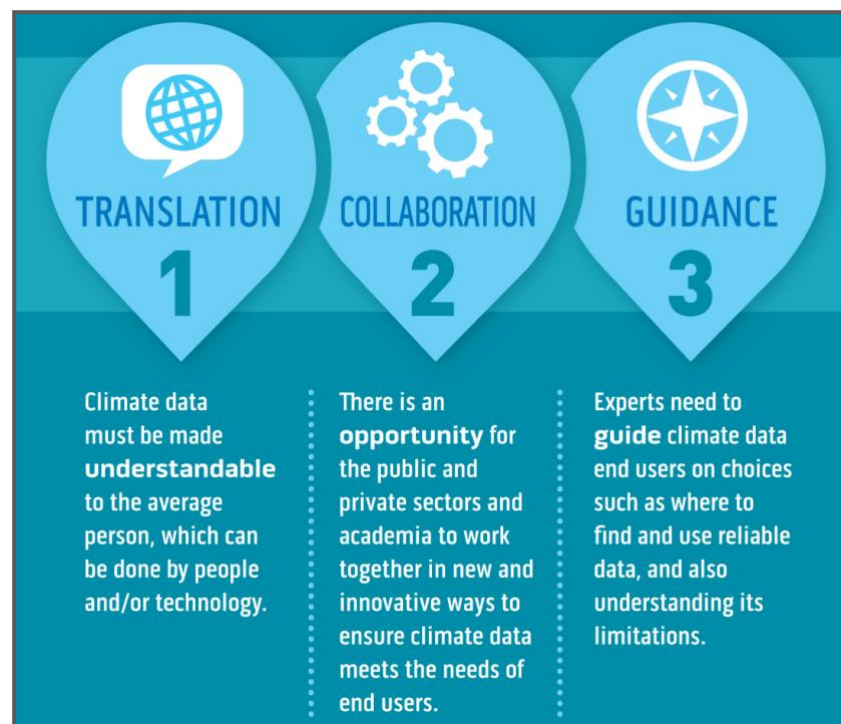 TRANSLATION
1
Climate data
must be made
understandable
to the average
person, which can
be done by people
and/or technology.
COLLABORATION
2
There is an
opportunity for
the public and
private sectors and
academia to work
together in new and
innovative ways to
ensure climate data
meets the needs of
end users.
GUIDANCE
3
Experts need to
guide climate data
end users on choices
such as where to
find and use reliable
data, and also
understanding its
limitations.